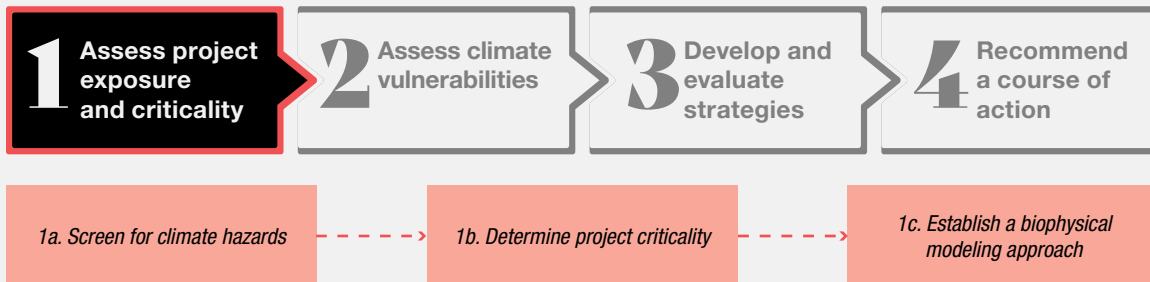 1 Assess project
exposure
and criticality
2 Assess climate
vulnerabilities
3 Develop and
evaluate
strategies
4 Recommend
a course of
action
1a. Screen for climate hazards
1b. Determine project criticality
1c. Establish a biophysical
modeling approach